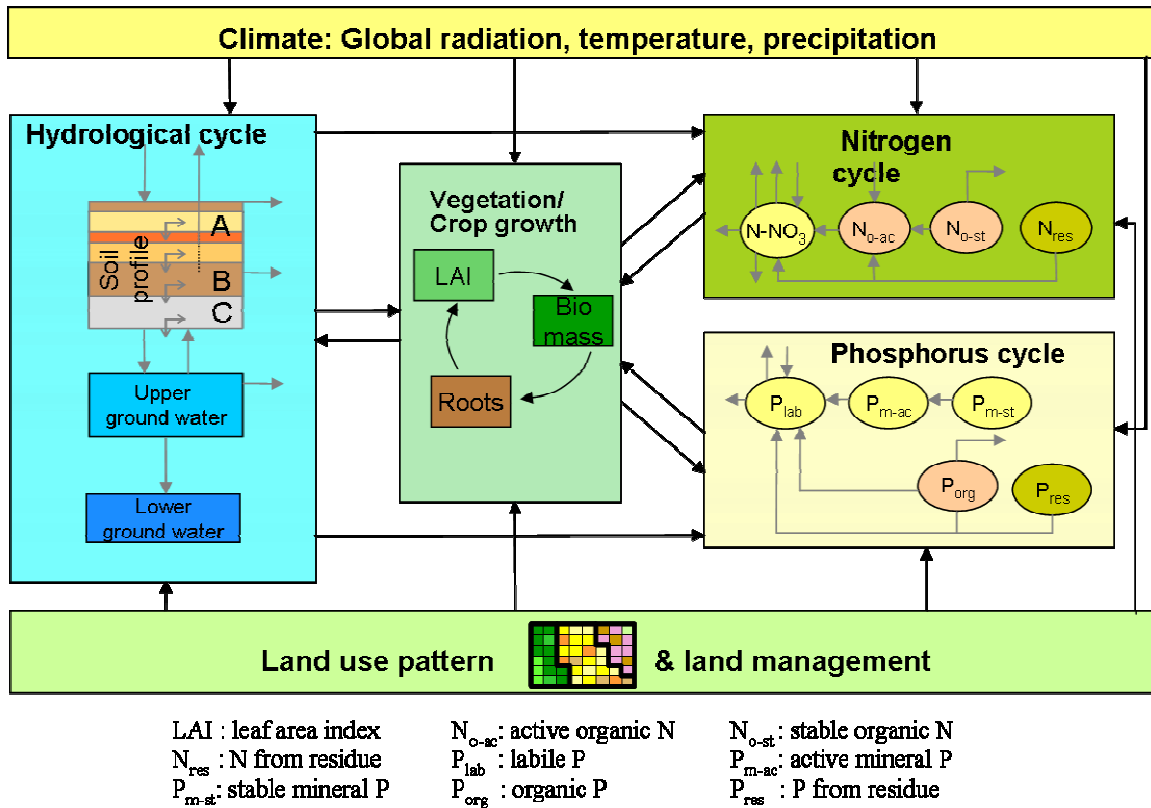 Climate: Global radiation, temperature, precipitation
Hydrological cycle
Soil
profile
A
B
C
Upper
ground water
Lower
ground water
Vegetation/
Crop growth
LAI
Bio
mass
Roots
Nitrogen
cycle
N-NO3
No-ac
No-st
Nres
Phosphorus cycle
Plab
Pm-ac
Pm-st
Porg
Pres
Land use pattern & land management
LAI : leaf area index No-ac: active organic N No-st: stable organic N
Nres : N from residue Plab : labile P Pm-ac: active mineral P
Pm-st: stable mineral P Porg : organic P Pres : P from residue